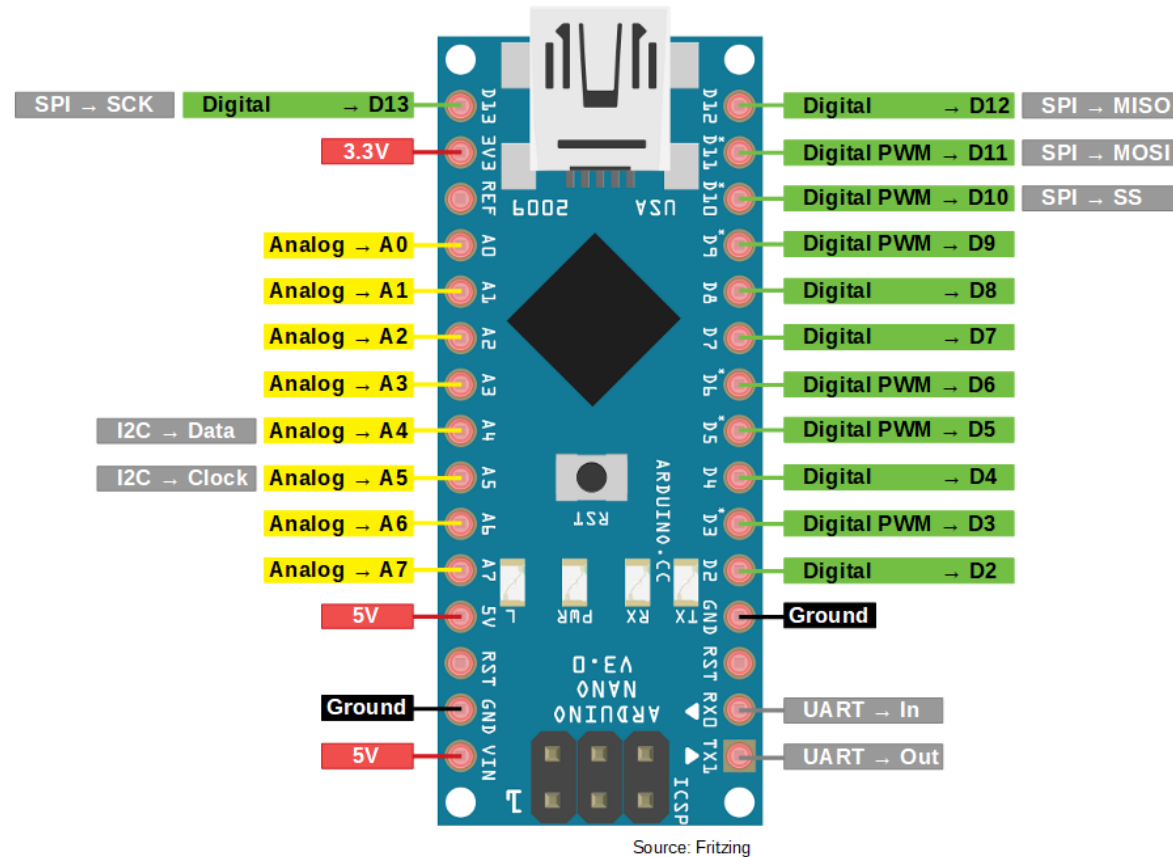 SPI → SCK
Digital → D13
3.3V
Analog → A0
Analog → A1
Analog → A2
Analog → A3
I2C → Data
Analog → A4
I2C → Clock
Analog → A5
Analog → A6
Analog → A7
5V
Ground
5V
D13
3V3
REF
A0
A1
A2
A3
A4
A5
A6
A7
5V
RST
GND
VIN
2009
USA
RST
ARDUINO.CC
L
PWR
RX
TX
V3.0
NANO
ARDUINO
1
ICSP
D12
D11*
D10*
D9*
D8
D7
D6*
D5*
D4
D3*
D2
GND
RST
RX0
TX1
Digital → D12
SPI → MISO
Digital PWM → D11
SPI → MOSI
Digital PWM → D10
SPI → SS
Digital PWM → D9
Digital → D8
Digital → D7
Digital PWM → D6
Digital PWM → D5
Digital → D4
Digital PWM → D3
Digital → D2
Ground
UART → In
UART → Out
Source: Fritzing